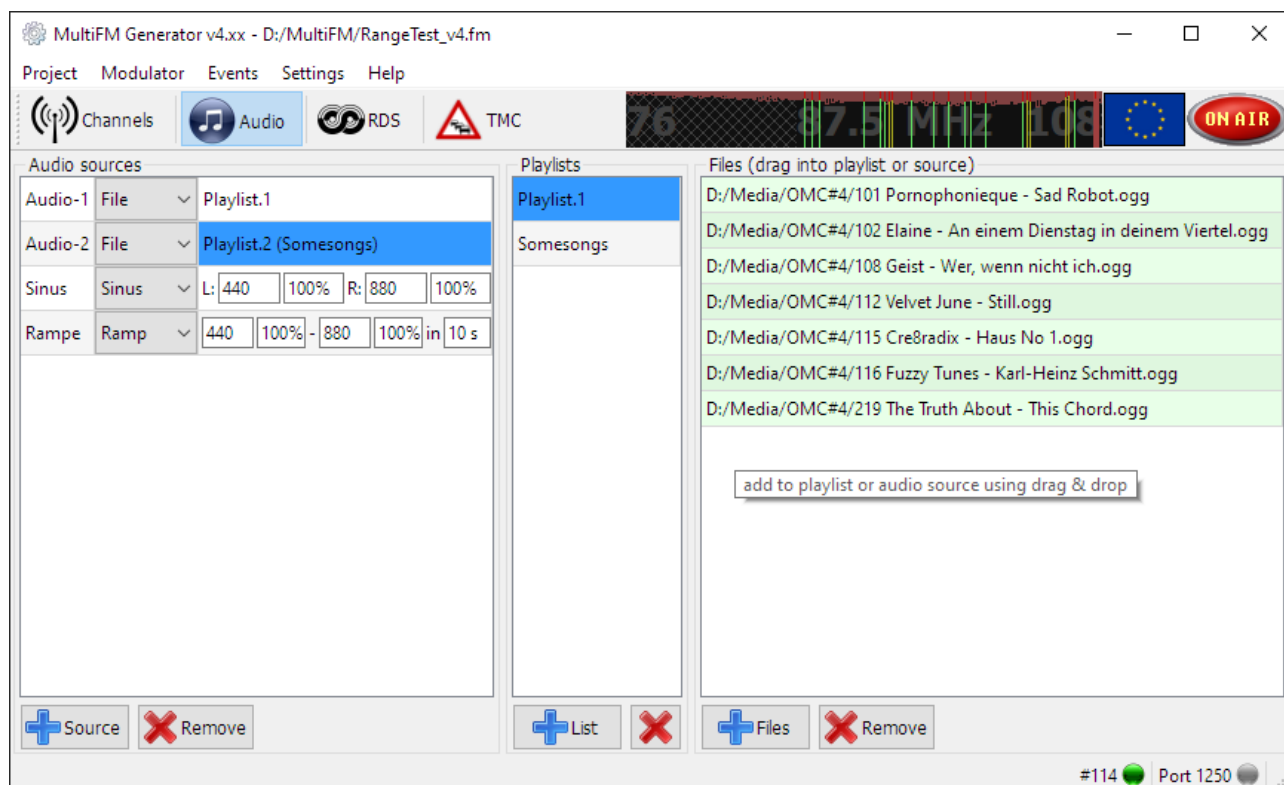 MultiFM Generator v4.xx - D:/MultiFM/RangeTest_v4.fm
Project Modulator Events Settings Help
Channels Audio RDS TMC 76 87.5 MHz 108 ON AIR
Audio sources Playlists Files (drag into playlist or source)
Audio-1 File Playlist.1 Playlist.1 D:/Media/OMC#4/101 Pornophonieque - Sad Robot.ogg
D:/Media/OMC#4/102 Elaine - An einem Dienstag in deinem Viertel.ogg
Audio-2 File Playlist.2 (Somesongs) Somesongs
D:/Media/OMC#4/108 Geist - Wer, wenn nicht ich.ogg
Sinus Sinus L: 440 100% R: 880 100%
D:/Media/OMC#4/112 Velvet June - Still.ogg
Rampe Ramp 440 100% - 880 100% in 10 s
D:/Media/OMC#4/115 Cre8radix - Haus No 1.ogg
D:/Media/OMC#4/116 Fuzzy Tunes - Karl-Heinz Schmitt.ogg
D:/Media/OMC#4/219 The Truth About - This Chord.ogg
add to playlist or audio source using drag & drop
Source Remove List Files Remove
#114 Port 1250